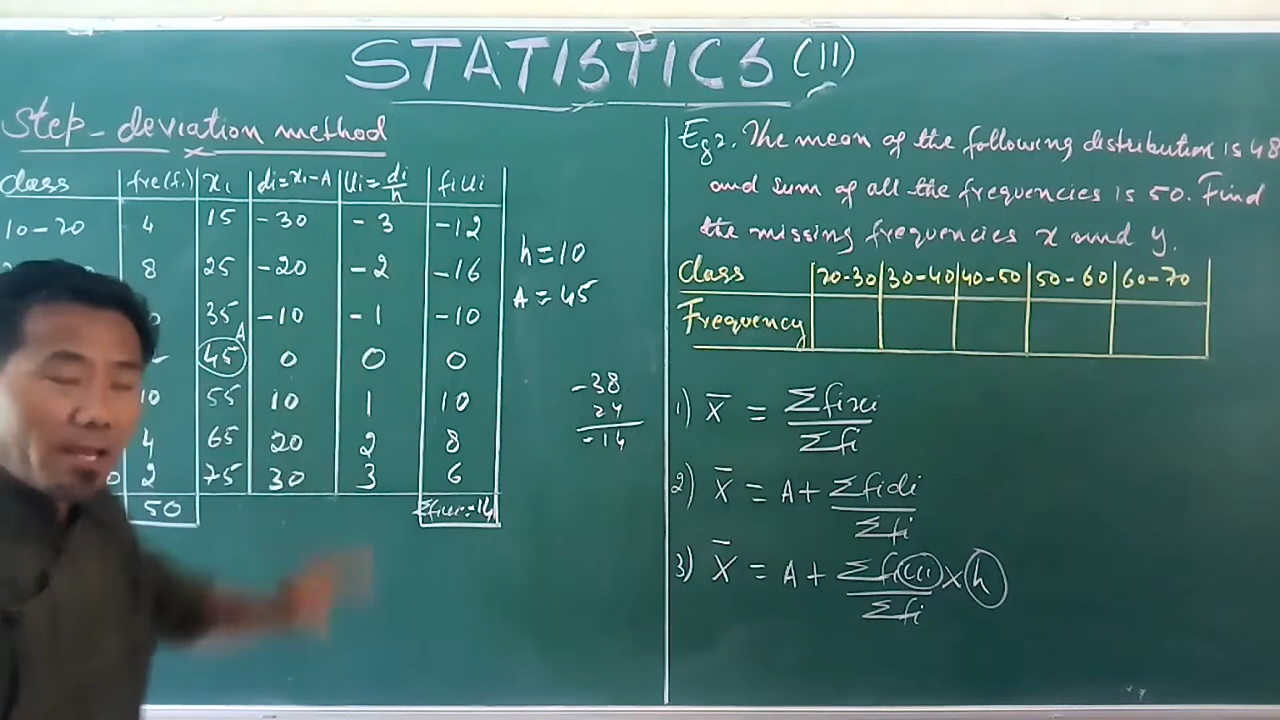 STATISTICS (11)
Step-deviation method
class fre(fi) xi di=xi-A Ui=di/h fiui
10-20 4 15 -30 -3 -12
8 25 -20 -2 -16
35 -10 -1 -10
A
45 0 0 0
10 55 10 1 10
4 65 20 2 8
0 2 75 30 3 6
50 Σfiui=-14
h=10
A=45
-38
24
-14
Eg2. The mean of the following distribution is 48
and sum of all the frequencies is 50. Find
the missing frequencies x and y.
class 20-30 30-40 40-50 50-60 60-70
Frequency
1) X̄ = Σfixi/Σfi
2) X̄ = A+ Σfidi/Σfi
3) X̄ = A+ Σfiui/Σfi × h